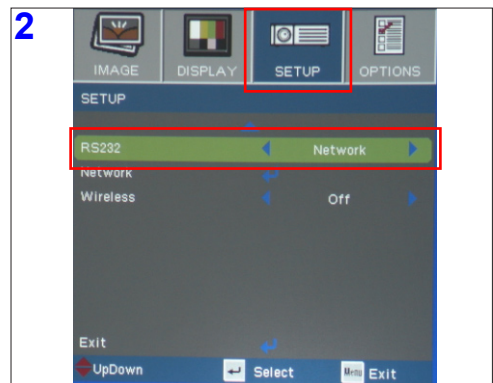 2
IMAGE DISPLAY SETUP OPTIONS
SETUP
RS232 Network
Network
Wireless Off
Exit
UpDown Select Menu Exit